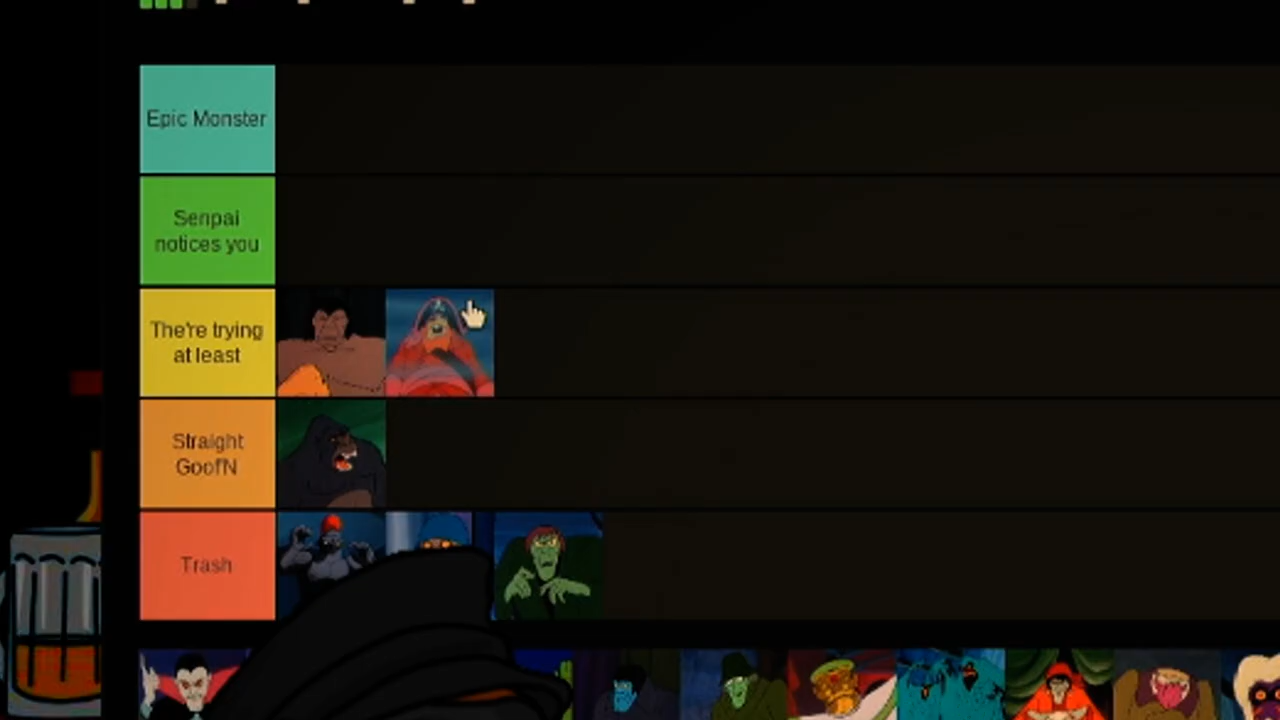 Epic Monster
Senpai
notices you
The're trying
at least
Straight
Goof'N
Trash